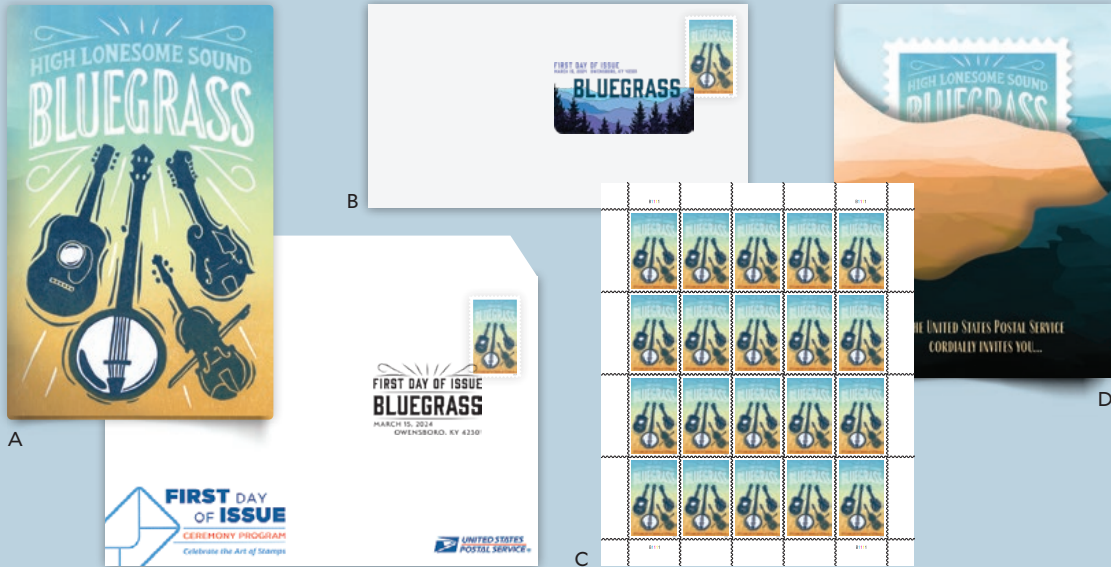 HIGH LONESOME SOUND
BLUEGRASS
A
FIRST DAY OF ISSUE
BLUEGRASS
B
HIGH LONESOME SOUND
BLUEGRASS
HE UNITED STATES POSTAL SERVICE
CORDIALLY INVITES YOU...
D
FIRST DAY OF ISSUE
BLUEGRASS
MARCH 15, 2024
OWENSBORO, KY 4230
FIRST DAY
OF ISSUE
CEREMONY PROGRAM
Celebrate the Art of Stamps
UNITED STATES
POSTAL SERVICE®
C